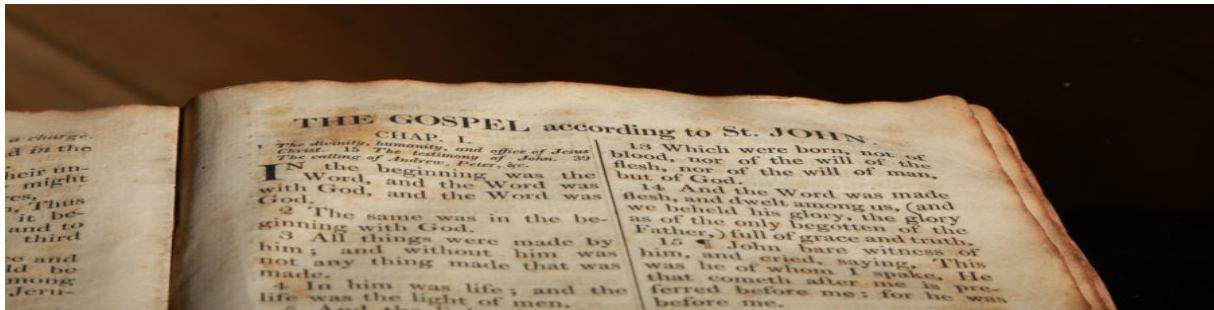 a charge.
d in the
their un-
might
res,
, Thus
it be-
and to
third
e and
ld be
mong
Jeru-
THE GOSPEL according to St. JOHN.
CHAP. I.
1 The divinity, humanity, and office of Jesus
Christ. 15 The testimony of John. 39
The calling of Andrew, Peter, &c.
IN the beginning was the
Word, and the Word was
with God, and the Word was
God.
2 The same was in the be-
ginning with God.
3 All things were made by
him; and without him was
not any thing made that was
made.
4 In him was life; and the
life was the light of men.
13 Which were born, not of
blood, nor of the will of the
flesh, nor of the will of man,
but of God.
14 And the Word was made
flesh, and dwelt among us, (and
we beheld his glory, the glory
as of the only begotten of the
Father,) full of grace and truth.
15 ¶ John bare witness of
him, and cried, saying, This
was he of whom I spake, He
that cometh after me is pre-
ferred before me; for he was
before me.